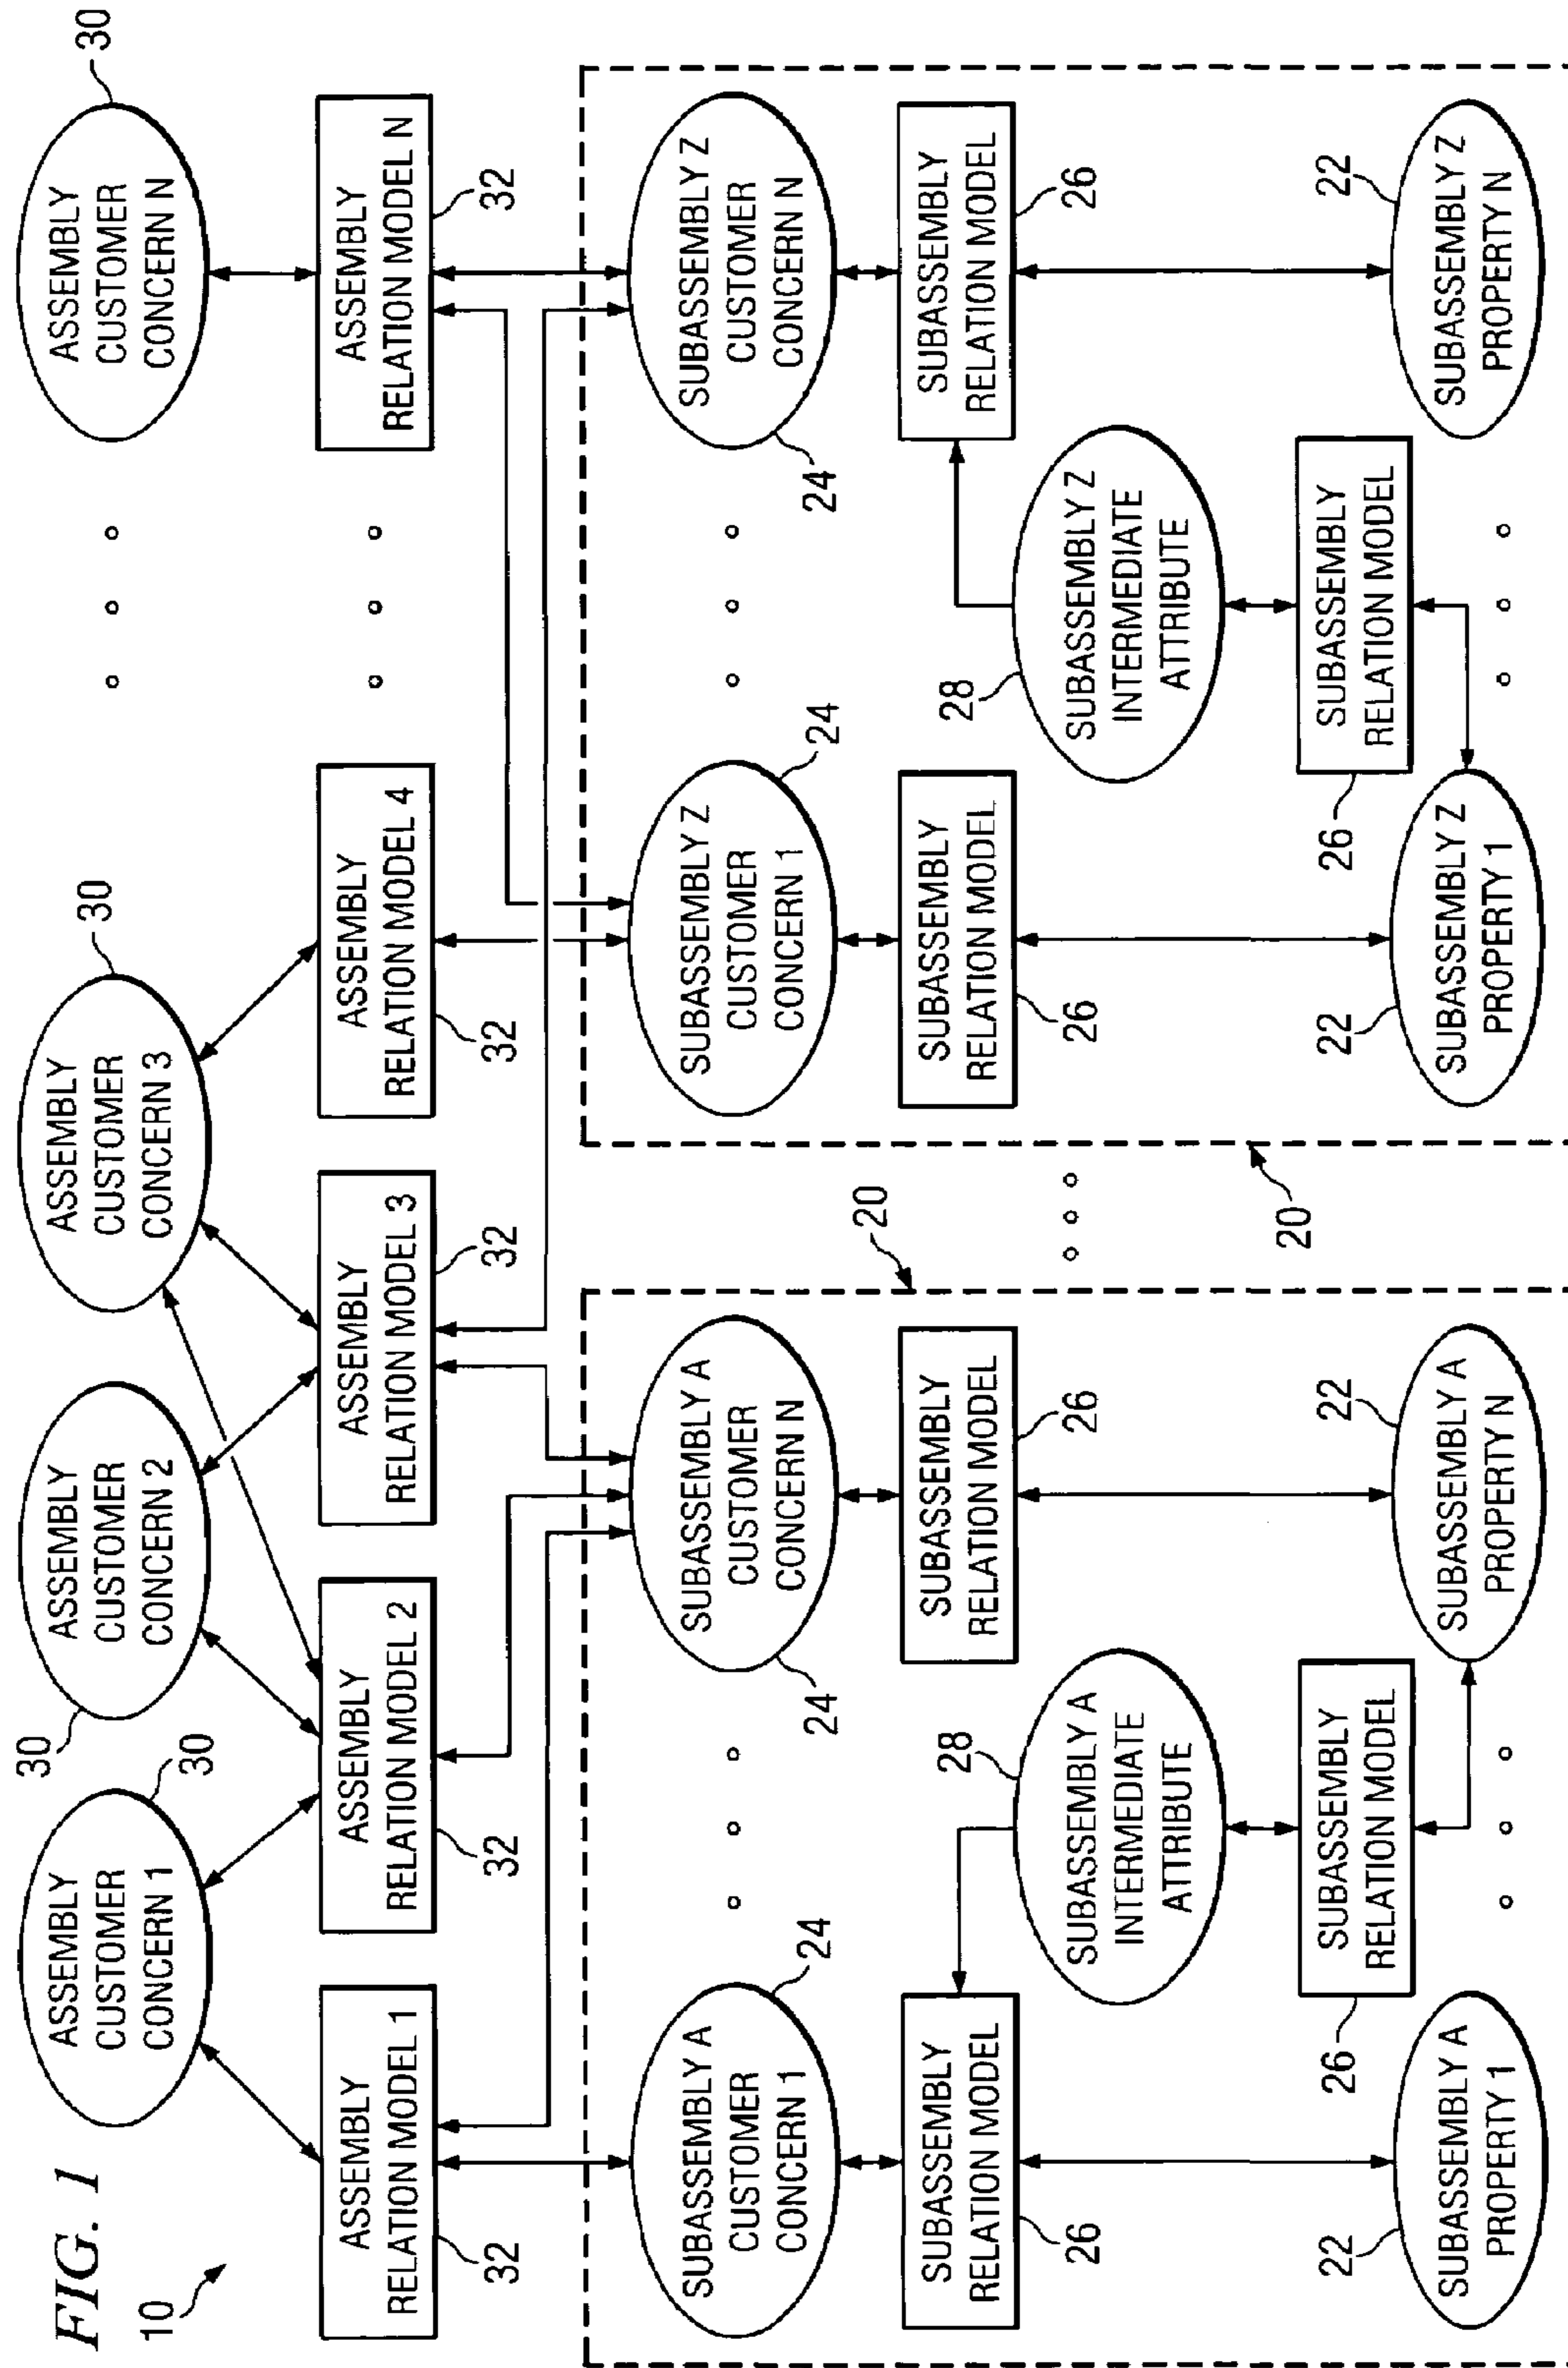 FIG. 1
10
ASSEMBLY
CUSTOMER
CONCERN 1
30
ASSEMBLY
CUSTOMER
CONCERN 2
30
ASSEMBLY
CUSTOMER
CONCERN 3
30
ASSEMBLY
CUSTOMER
CONCERN N
30
ASSEMBLY
RELATION MODEL 1
32
ASSEMBLY
RELATION MODEL 2
32
ASSEMBLY
RELATION MODEL 3
32
ASSEMBLY
RELATION MODEL 4
32
ASSEMBLY
RELATION MODEL N
32
SUBASSEMBLY A
CUSTOMER
CONCERN 1
24
SUBASSEMBLY A
CUSTOMER
CONCERN N
24
20
SUBASSEMBLY RELATION MODEL
26
SUBASSEMBLY
RELATION MODEL
26
SUBASSEMBLY A
INTERMEDIATE
ATTRIBUTE
28
SUBASSEMBLY
RELATION MODEL
26
SUBASSEMBLY A
PROPERTY 1
22
SUBASSEMBLY A
PROPERTY N
22
SUBASSEMBLY Z
CUSTOMER
CONCERN 1
24
SUBASSEMBLY Z
CUSTOMER
CONCERN N
24
20
SUBASSEMBLY
RELATION MODEL
26
SUBASSEMBLY
RELATION MODEL
26
SUBASSEMBLY Z
INTERMEDIATE
ATTRIBUTE
28
SUBASSEMBLY
RELATION MODEL
26
SUBASSEMBLY Z
PROPERTY 1
22
SUBASSEMBLY Z
PROPERTY N
22